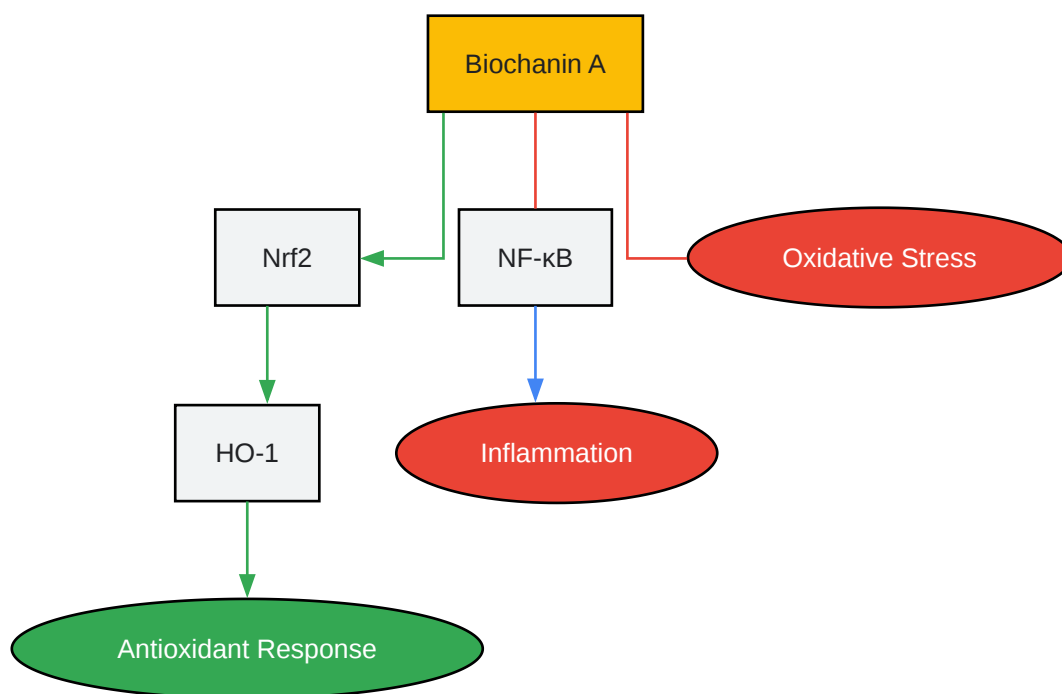 Biochanin A
Nrf2
NF-κB
Oxidative Stress
HO-1
Inflammation
Antioxidant Response